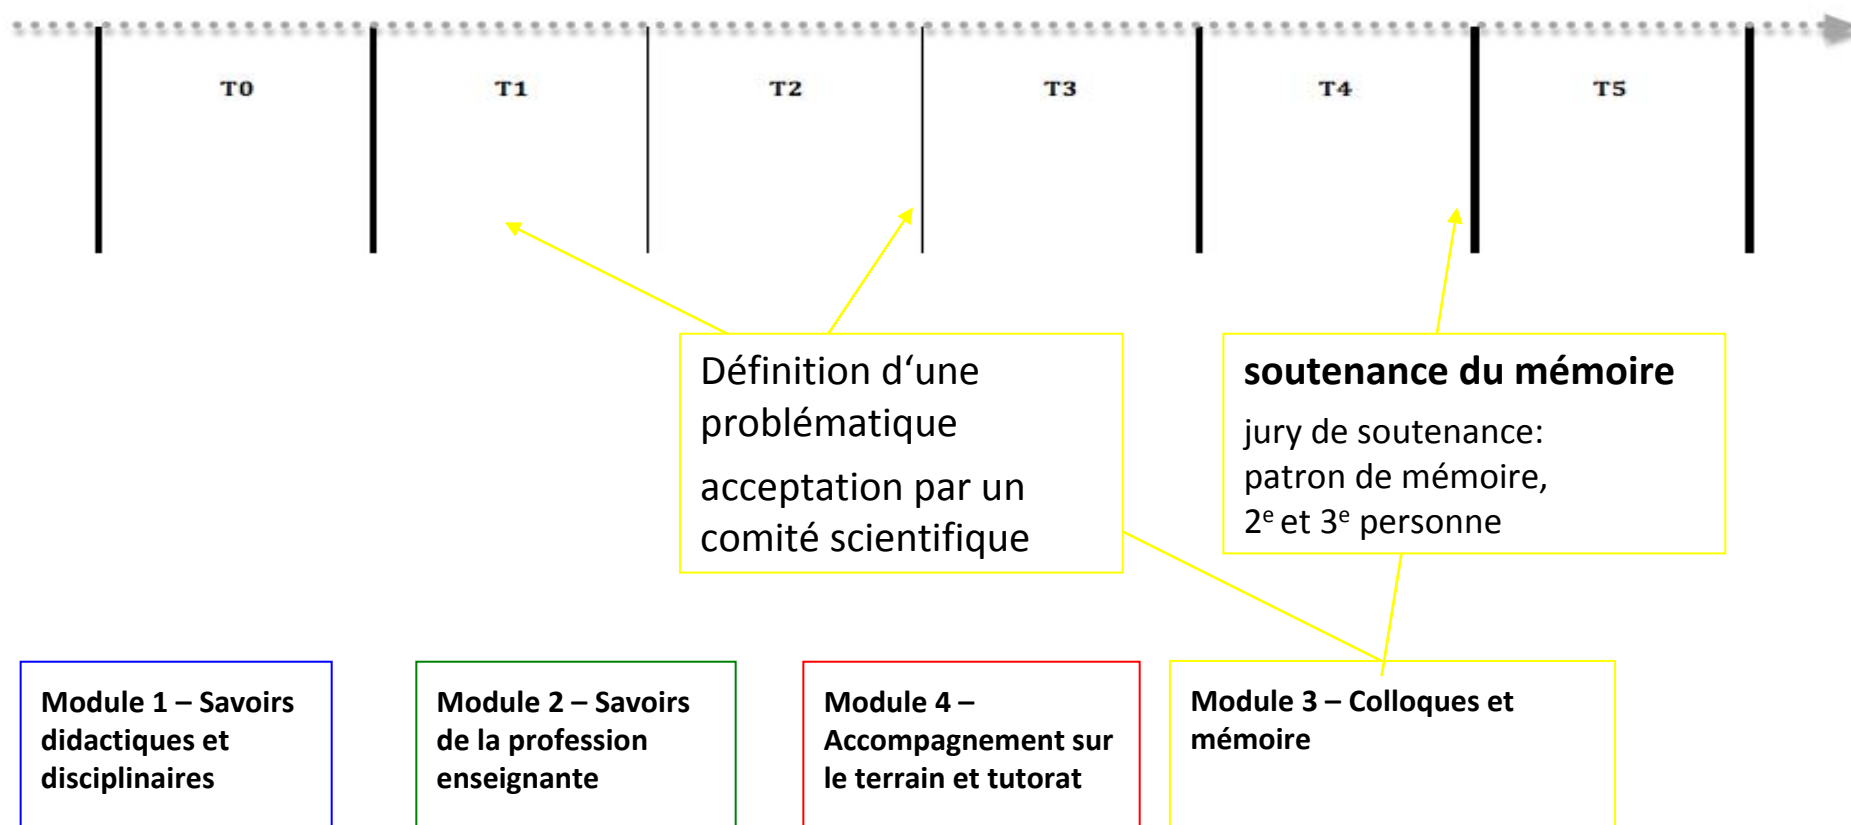 T0
T1
T2
T3
T4
T5
Définition d‘une
problématique
acceptation par un
comité scientifique
soutenance du mémoire
jury de soutenance:
patron de mémoire,
2e et 3e personne
Module 1 – Savoirs
didactiques et
disciplinaires
Module 2 – Savoirs
de la profession
enseignante
Module 4 –
Accompagnement sur
le terrain et tutorat
Module 3 – Colloques et
mémoire